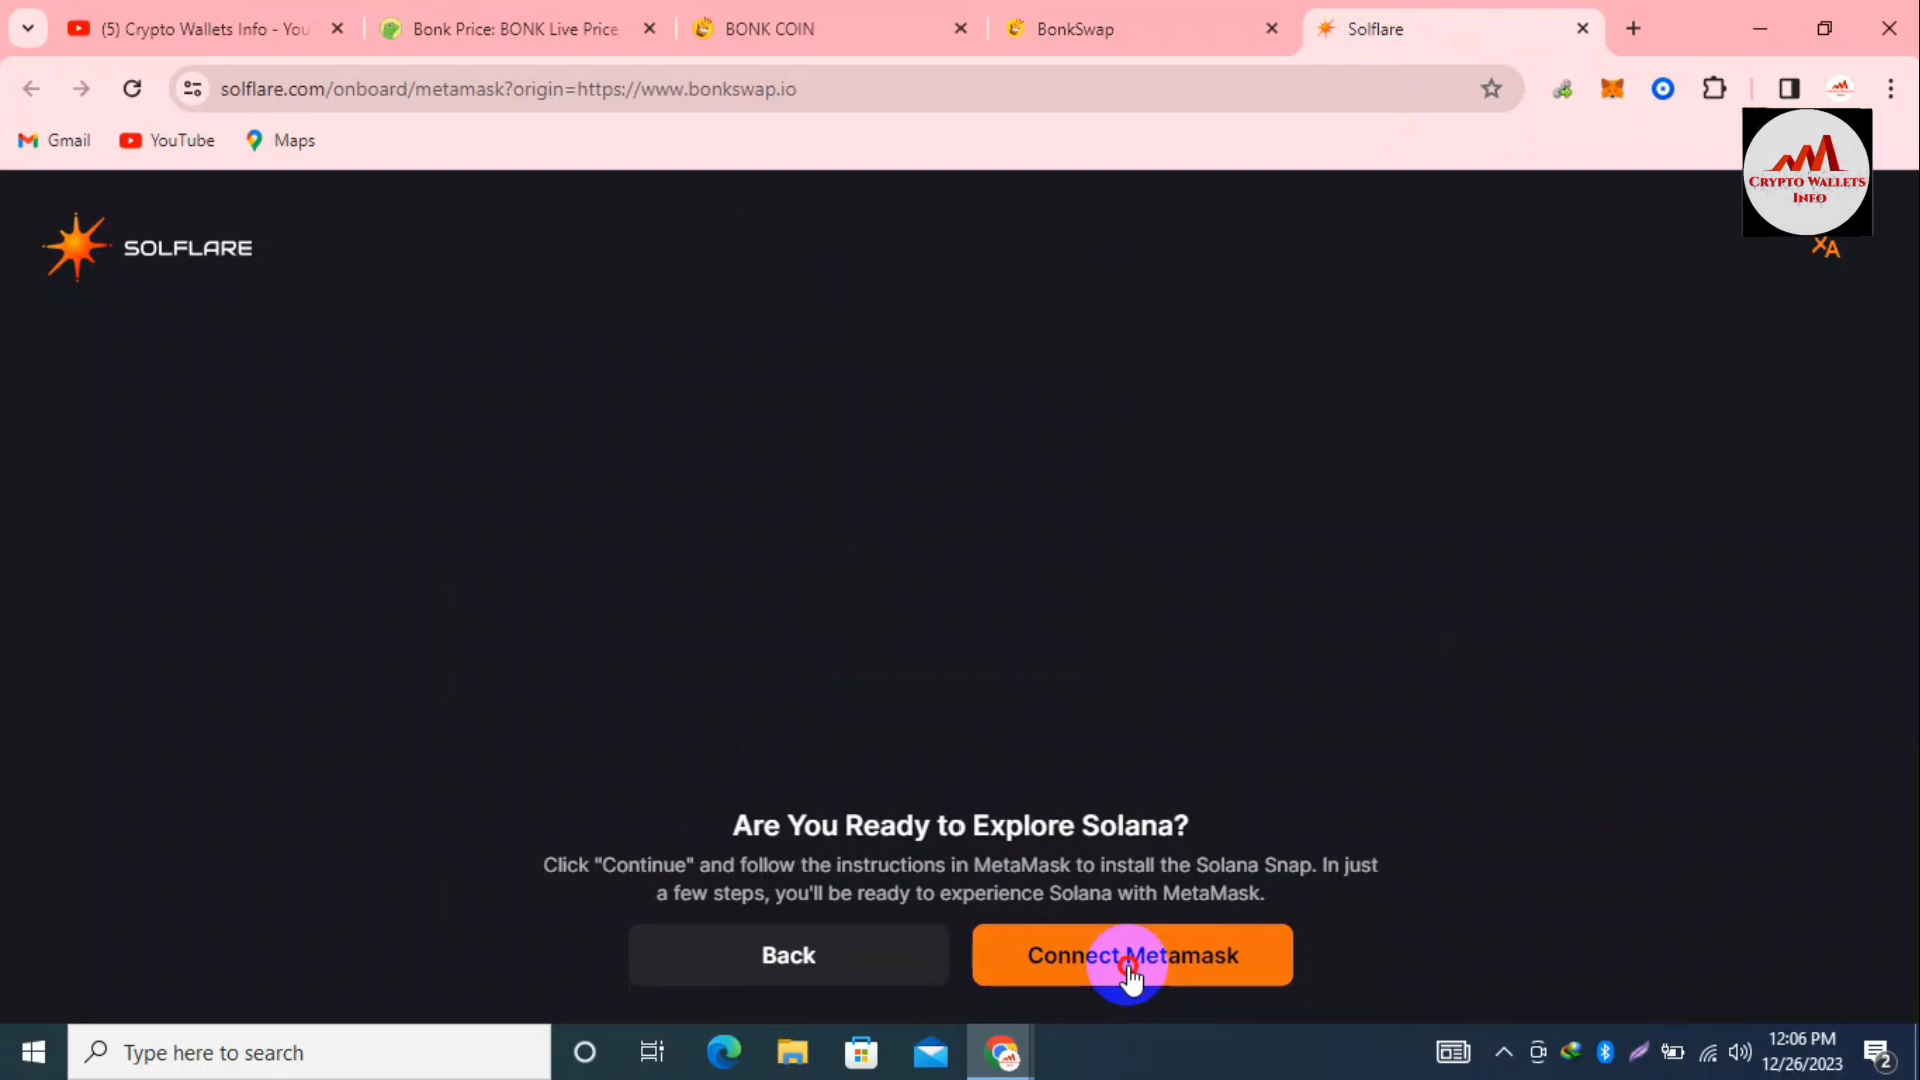 (5) Crypto Wallets Info - You
Bonk Price: BONK Live Price
BONK COIN
BonkSwap
Solflare
solflare.com/onboard/metamask?origin=https://www.bonkswap.io
Gmail
YouTube
Maps
CRYPTO WALLETS
INFO
SOLFLARE
Are You Ready to Explore Solana?
Click "Continue" and follow the instructions in MetaMask to install the Solana Snap. In just
a few steps, you'll be ready to experience Solana with MetaMask.
Back
Connect Metamask
Type here to search
12:06 PM
12/26/2023
2